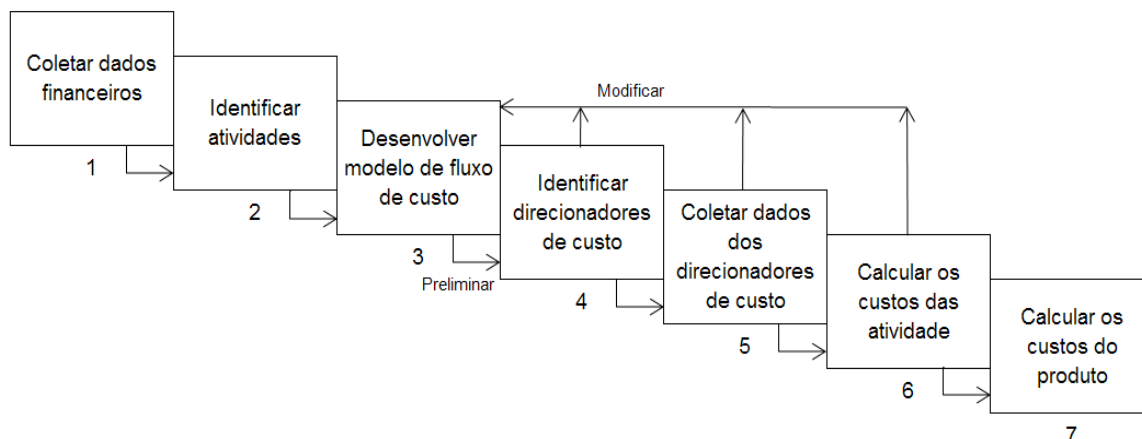 Coletar dados
financeiros
1
Identificar
atividades
2
Desenvolver
modelo de fluxo
de custo
3
Preliminar
Modificar
Identificar
direcionadores
de custo
4
Coletar dados
dos
direcionadores
de custo
5
Calcular os
custos das
atividade
6
Calcular os
custos do
produto
7